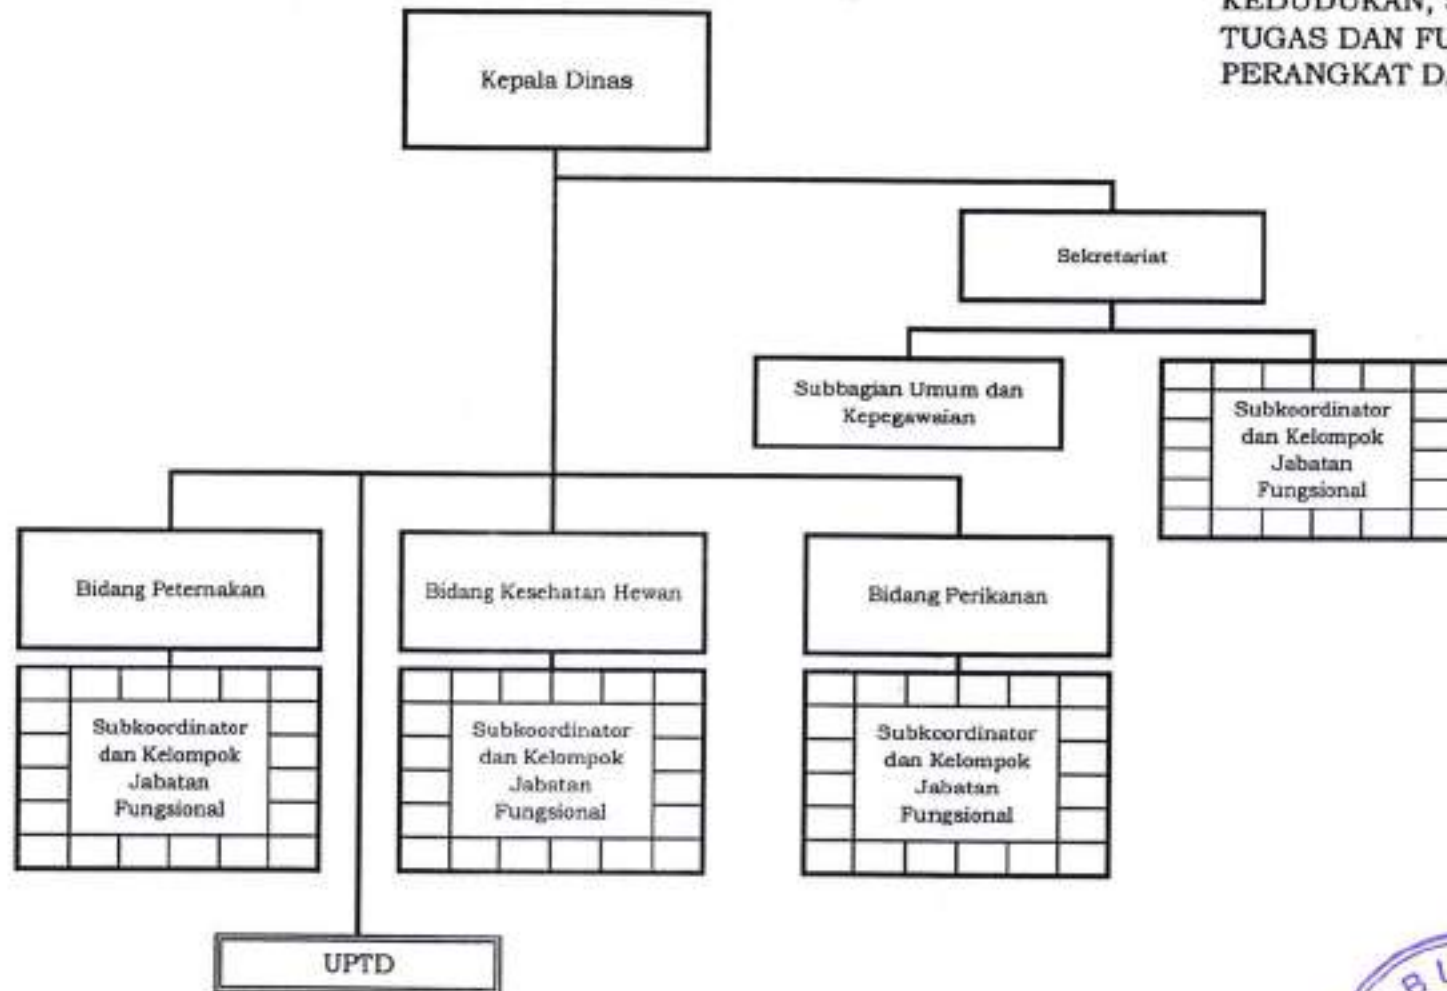 TUGAS DAN
PERANGKAT
Kepala Dinas
Sekretariat
Subbagian Umum dan
Kepegawaian
Subkoordinator
dan Kelompok
Jabatan
Fungsional
Bidang Peternakan
Bidang Kesehatan Hewan
Bidang Perikanan
Subkoordinator
dan Kelompok
Jabatan
Fungsional
Subkoordinator
dan Kelompok
Jabatan
Fungsional
Subkoordinator
dan Kelompok
Jabatan
Fungsional
UPTD